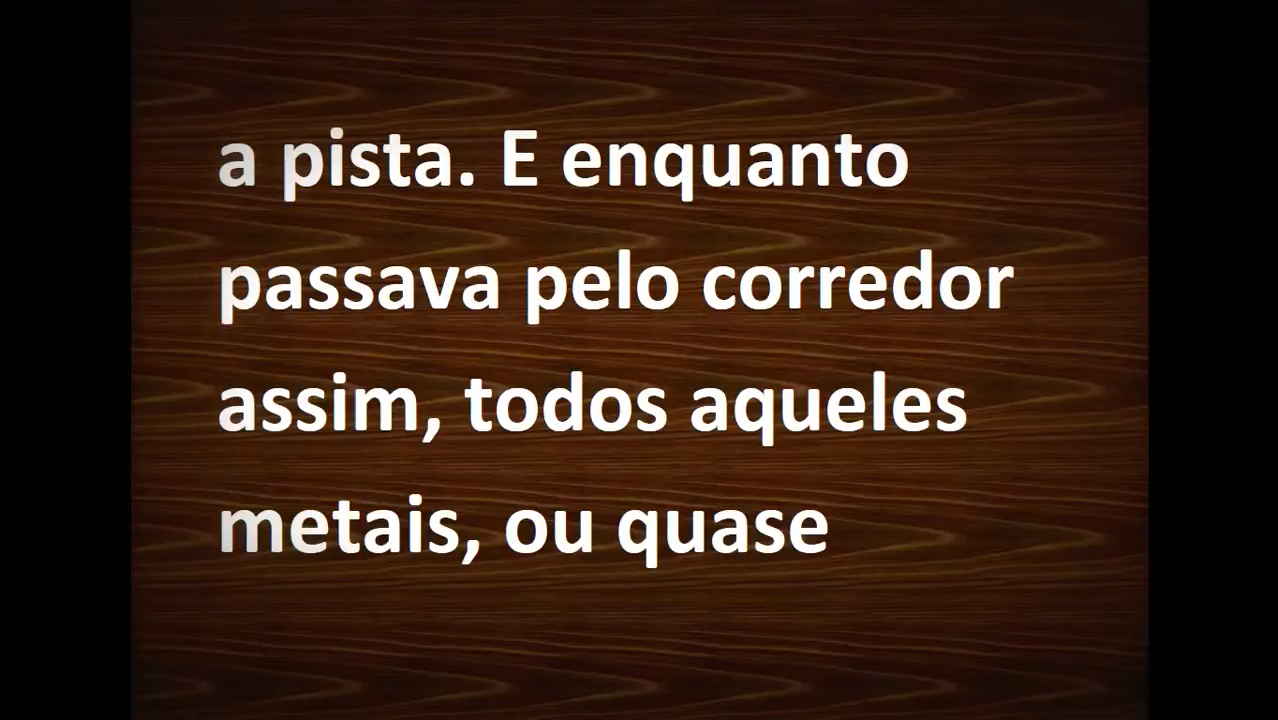 a pista. E enquanto
passava pelo corredor
assim, todos aqueles
metais, ou quase